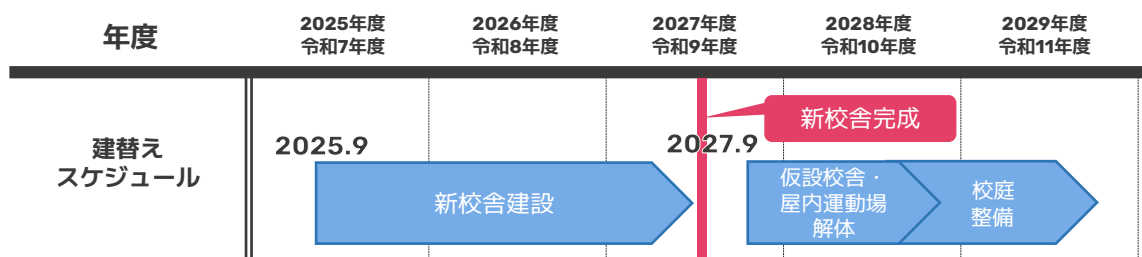 年度
2025年度
令和7年度
2026年度
令和8年度
2027年度
令和9年度
2028年度
令和10年度
2029年度
令和11年度
建替え
スケジュール
2025.9
新校舎建設
2027.9
新校舎完成
仮設校舎・
屋内運動場
解体
校庭
整備